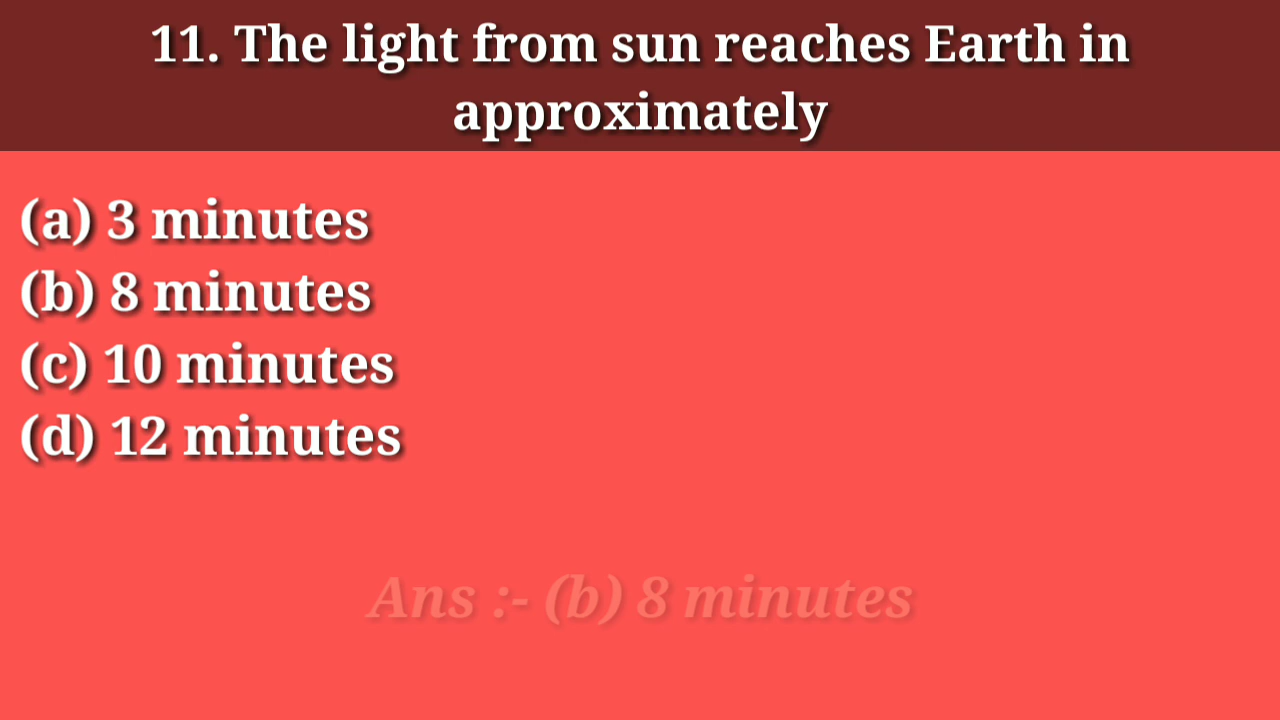 11. The light from sun reaches Earth in
approximately
(a) 3 minutes
(b) 8 minutes
(c) 10 minutes
(d) 12 minutes
Ans :- (b) 8 minutes